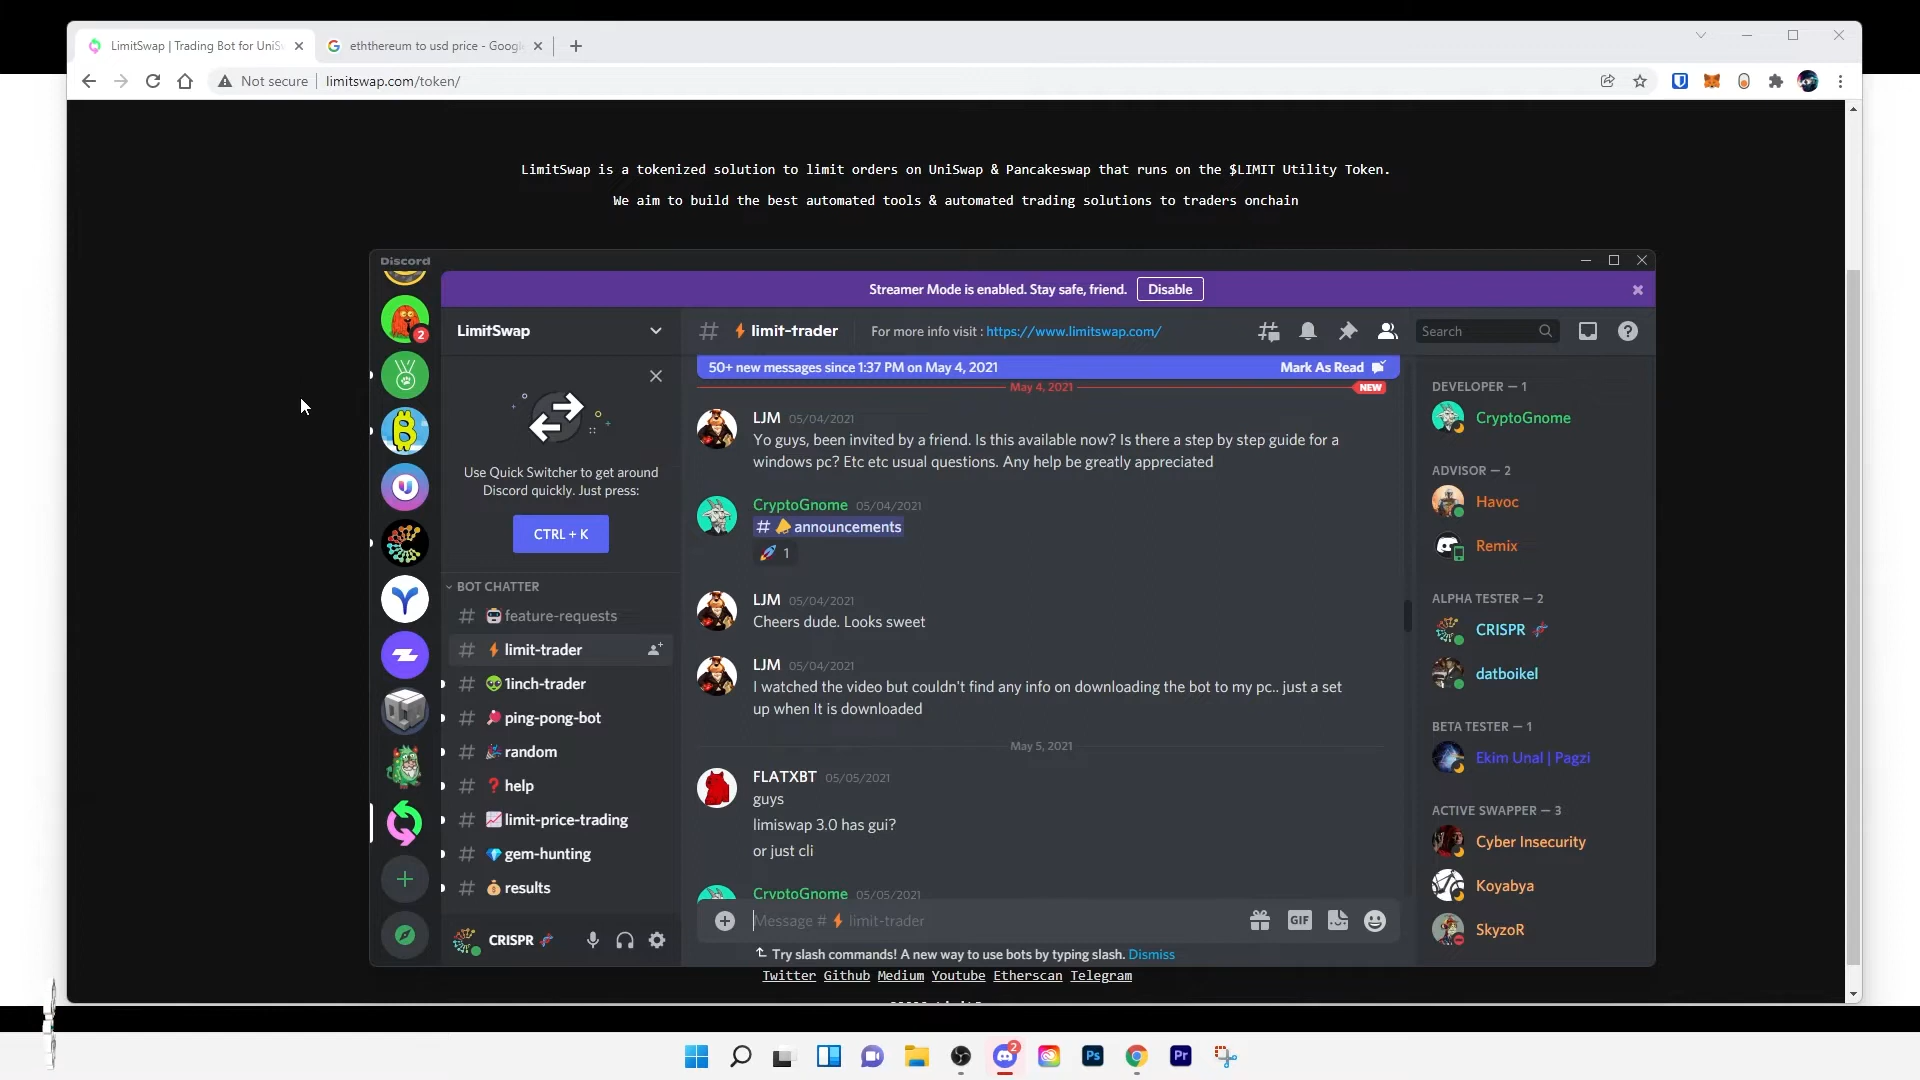 LimitSwap | Trading Bot for UniS
eththereum to usd price - Google
Not secure
limitswap.com/token/
LimitSwap is a tokenized solution to limit orders on UniSwap & Pancakeswap that runs on the $LIMIT Utility Token.
We aim to build the best automated tools & automated trading solutions to traders onchain
Discord
Streamer Mode is enabled. Stay safe, friend.
Disable
LimitSwap
limit-trader
For more info visit : https://www.limitswap.com/
Search
50+ new messages since 1:37 PM on May 4, 2021
Mark As Read
May 4, 2021
NEW
Use Quick Switcher to get around
Discord quickly. Just press:
CTRL + K
BOT CHATTER
feature-requests
limit-trader
1inch-trader
ping-pong-bot
random
help
limit-price-trading
gem-hunting
results
CRISPR
2
LJM 05/04/2021
Yo guys, been invited by a friend. Is this available now? Is there a step by step guide for a
windows pc? Etc etc usual questions. Any help be greatly appreciated
CryptoGnome 05/04/2021
# announcements
1
LJM 05/04/2021
Cheers dude. Looks sweet
LJM 05/04/2021
I watched the video but couldn't find any info on downloading the bot to my pc.. just a set
up when It is downloaded
May 5, 2021
FLATXBT 05/05/2021
guys
limiswap 3.0 has gui?
or just cli
CryptoGnome 05/05/2021
Message # limit-trader
GIF
Try slash commands! A new way to use bots by typing slash. Dismiss
DEVELOPER — 1
CryptoGnome
ADVISOR — 2
Havoc
Remix
ALPHA TESTER — 2
CRISPR
datboikel
BETA TESTER — 1
Ekim Unal | Pagzi
ACTIVE SWAPPER — 3
Cyber Insecurity
Koyabya
SkyzoR
Twitter Github Medium Youtube Etherscan Telegram
2
Ps
Pr